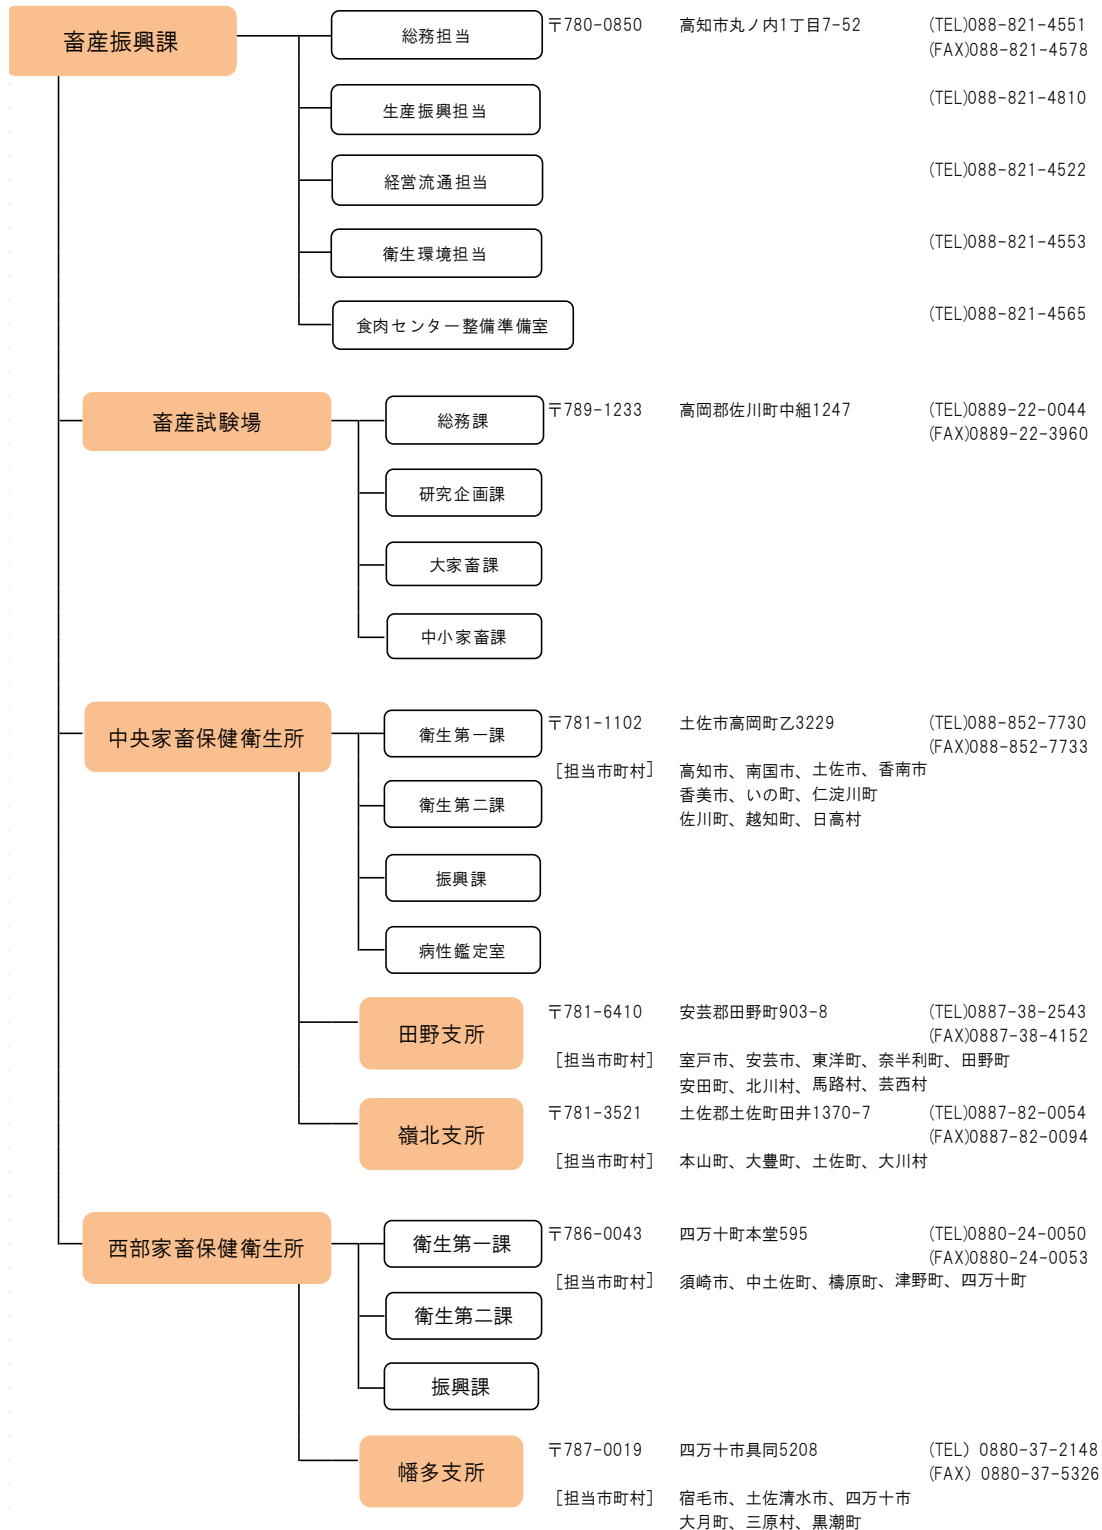 畜産振興課
総務担当 〒780-0850 高知市丸ノ内1丁目7-52 (TEL)088-821-4551
(FAX)088-821-4578
生産振興担当 (TEL)088-821-4810
経営流通担当 (TEL)088-821-4522
衛生環境担当 (TEL)088-821-4553
食肉センター整備準備室 (TEL)088-821-4565
畜産試験場
総務課 〒789-1233 高岡郡佐川町中組1247 (TEL)0889-22-0044
(FAX)0889-22-3960
研究企画課
大家畜課
中小家畜課
中央家畜保健衛生所
衛生第一課 〒781-1102 土佐市高岡町乙3229 (TEL)088-852-7730
(FAX)088-852-7733
[担当市町村] 高知市、南国市、土佐市、香南市
香美市、いの町、仁淀川町
佐川町、越知町、日高村
衛生第二課
振興課
病性鑑定室
田野支所 〒781-6410 安芸郡田野町903-8 (TEL)0887-38-2543
(FAX)0887-38-4152
[担当市町村] 室戸市、安芸市、東洋町、奈半利町、田野町
安田町、北川村、馬路村、芸西村
嶺北支所 〒781-3521 土佐郡土佐町田井1370-7 (TEL)0887-82-0054
(FAX)0887-82-0094
[担当市町村] 本山町、大豊町、土佐町、大川村
西部家畜保健衛生所
衛生第一課 〒786-0043 四万十町本堂595 (TEL)0880-24-0050
(FAX)0880-24-0053
[担当市町村] 須崎市、中土佐町、檮原町、津野町、四万十町
衛生第二課
振興課
幡多支所 〒787-0019 四万十市具同5208 (TEL) 0880-37-2148
(FAX) 0880-37-5326
[担当市町村] 宿毛市、土佐清水市、四万十市
大月町、三原村、黒潮町